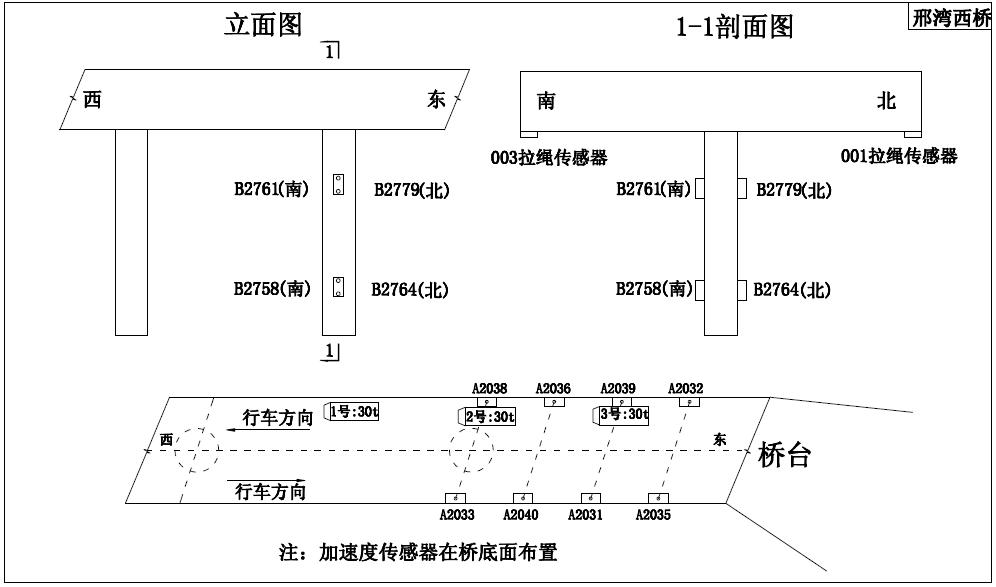 立面图
1-1剖面图
邢湾西桥
1
西
东
南
北
003拉绳传感器
001拉绳传感器
B2761(南)
B2779(北)
B2761(南)
B2779(北)
B2758(南)
B2764(北)
B2758(南)
B2764(北)
1
A2038
A2036
A2039
A2032
行车方向
1号:30t
2号:30t
3号:30t
西
东
桥台
行车方向
A2033
A2040
A2031
A2035
注：加速度传感器在桥底面布置